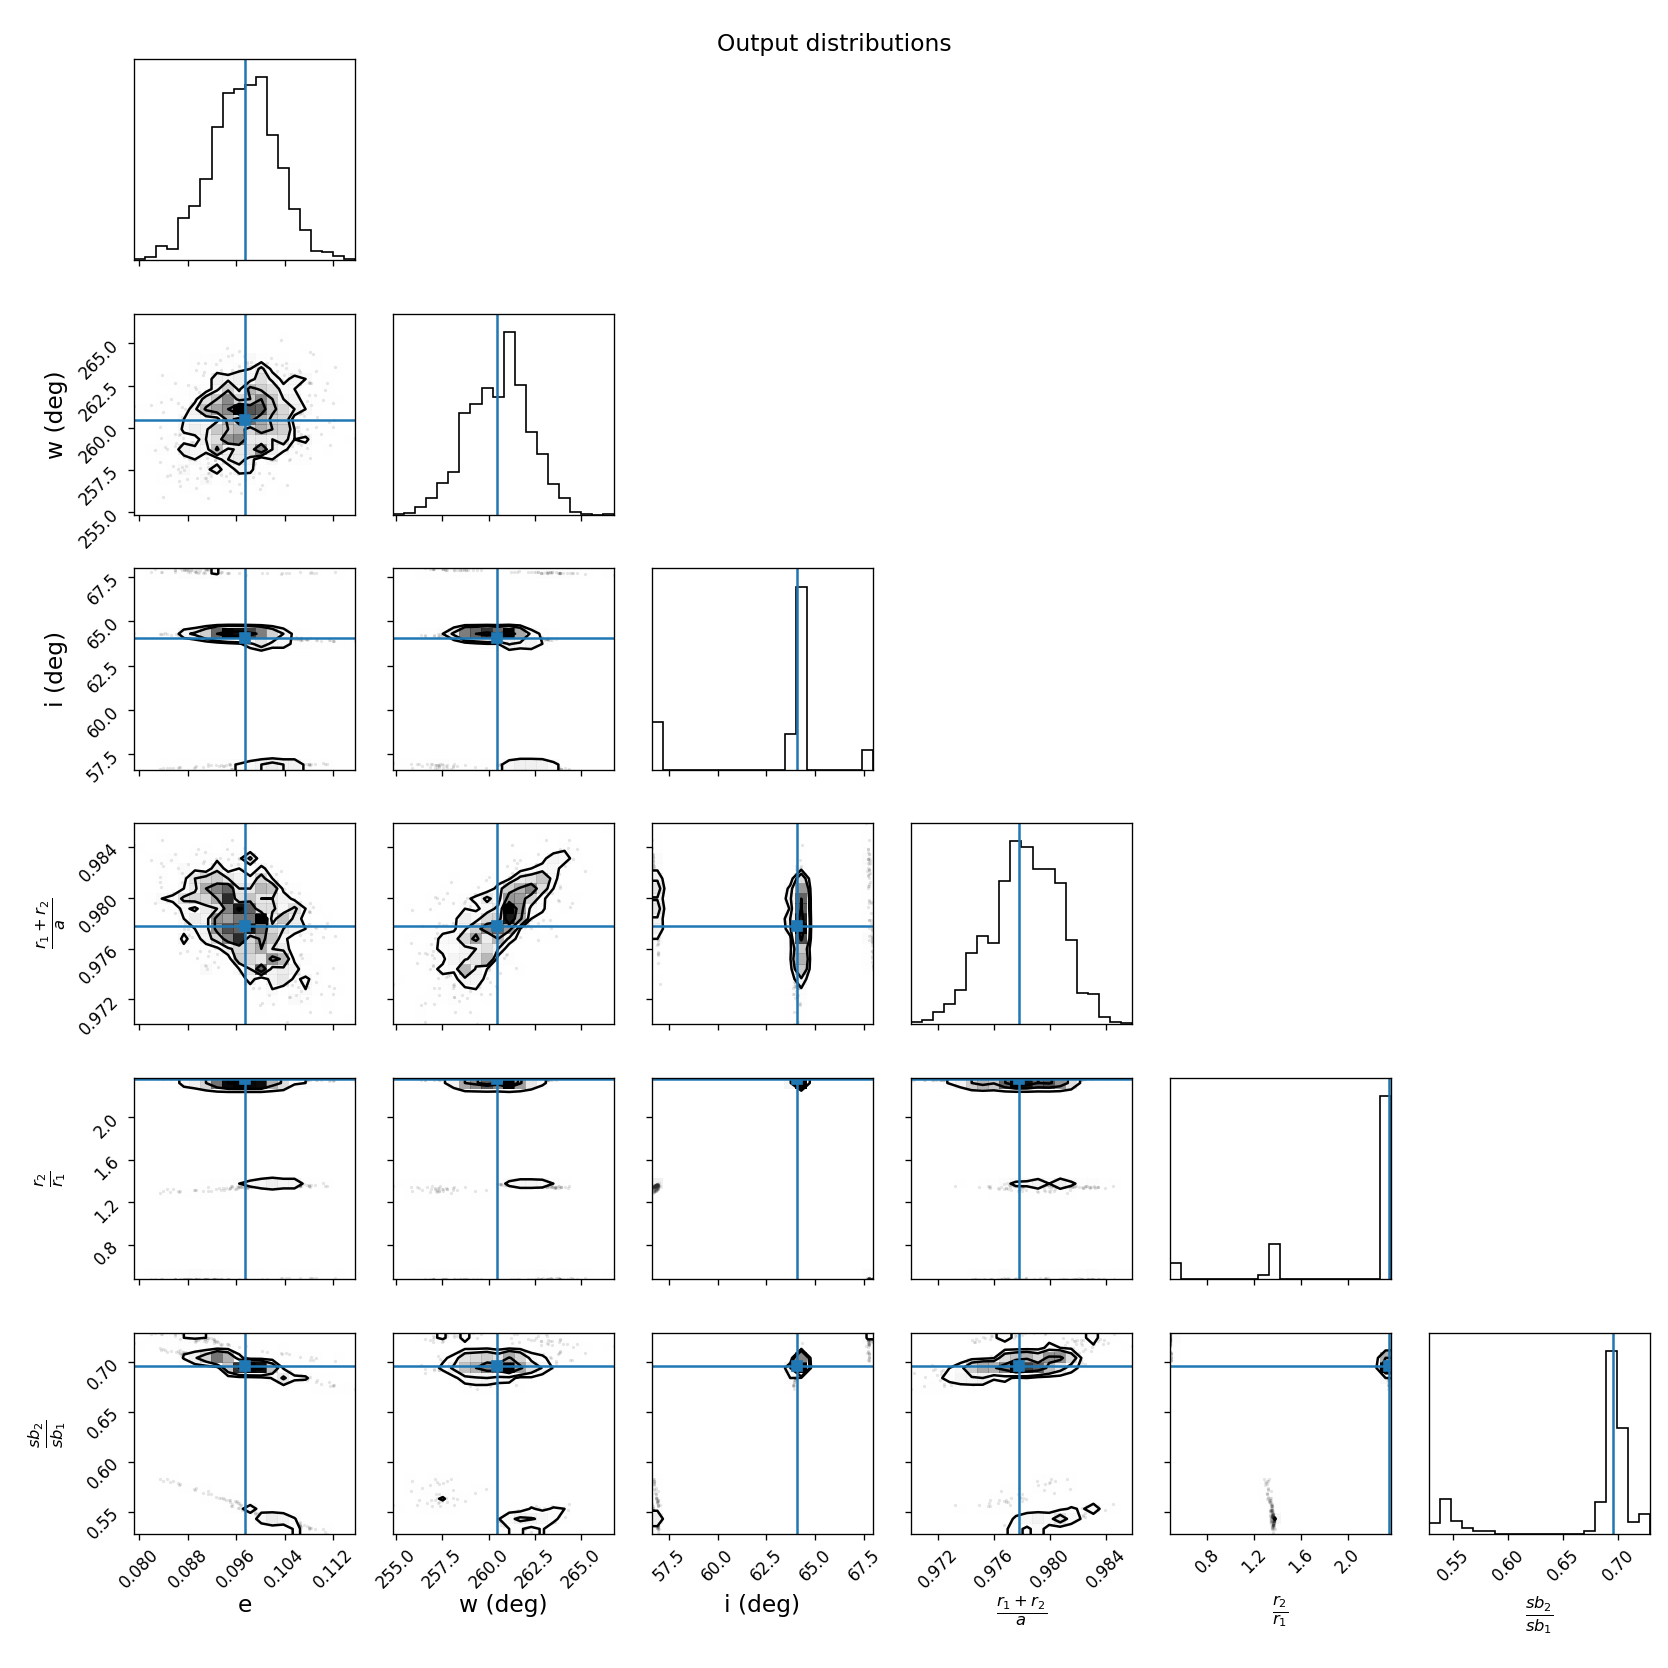 Output distributions
265.0
262.5
260.0
257.5
255.0
w (deg)
67.5
65.0
62.5
60.0
57.5
i (deg)
0.984
0.980
0.976
0.972
r₁ + r₂
a
2.0
1.6
1.2
0.8
r₂
r₁
0.70
0.65
0.60
0.55
sb₂
sb₁
0.080 0.088 0.096 0.104 0.112
e
255.0 257.5 260.0 262.5 265.0
w (deg)
57.5 60.0 62.5 65.0 67.5
i (deg)
0.972 0.976 0.980 0.984
r₁ + r₂
a
0.8 1.2 1.6 2.0
r₂
r₁
0.55 0.60 0.65 0.70
sb₂
sb₁